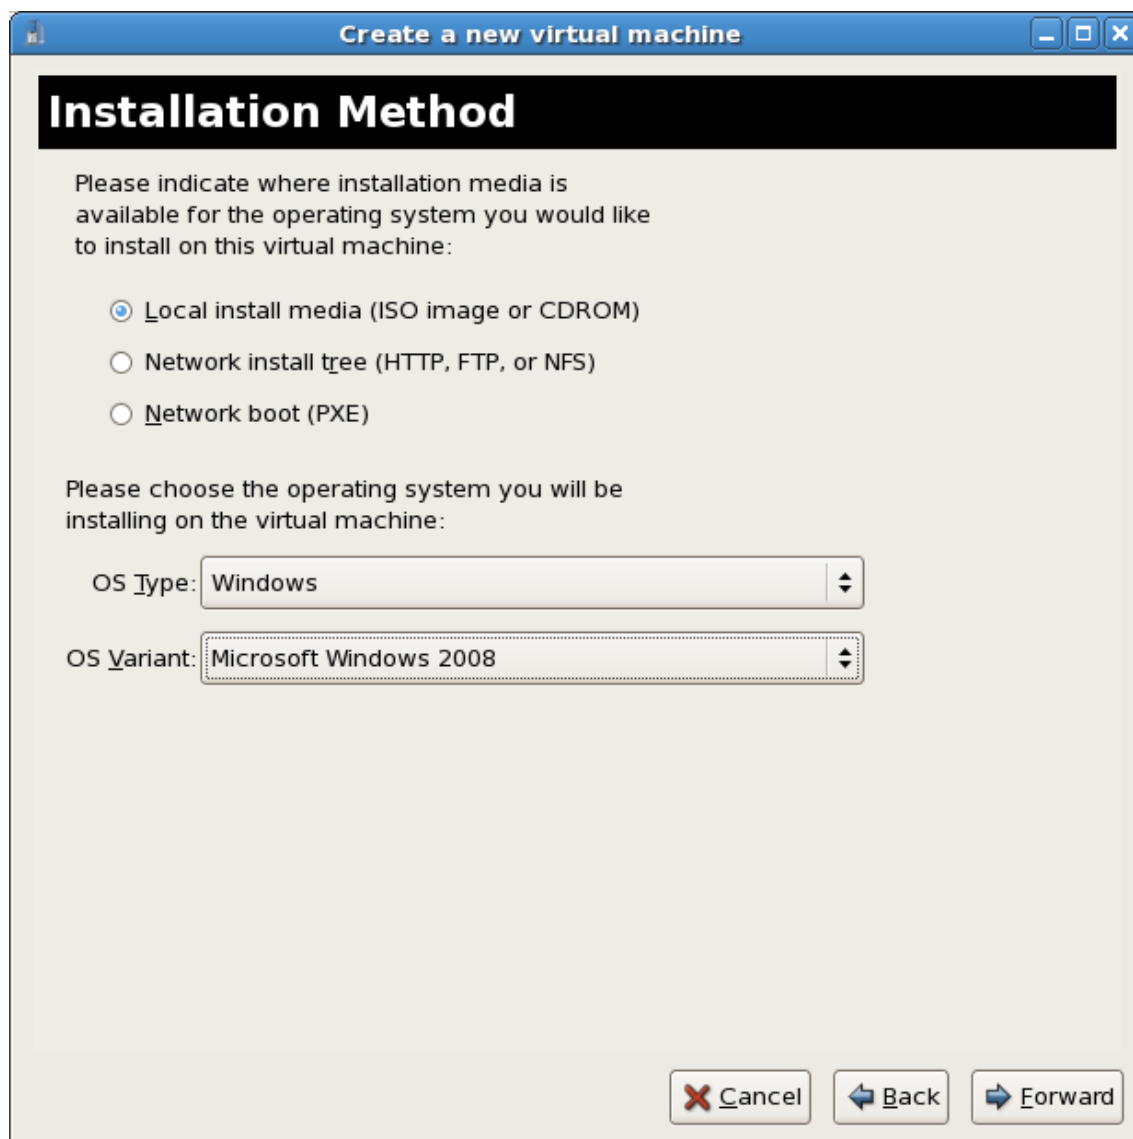 Create a new virtual machine
Installation Method
Please indicate where installation media is
available for the operating system you would like
to install on this virtual machine:
Local install media (ISO image or CDROM)
Network install tree (HTTP, FTP, or NFS)
Network boot (PXE)
Please choose the operating system you will be
installing on the virtual machine:
OS Type: Windows
OS Variant: Microsoft Windows 2008
Cancel Back Forward